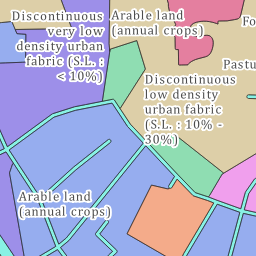 Discontinuous
very low
density urban
fabric (S.L. :
< 10%)
Arable land
(annual crops)
Fo
Pastu
Discontinuous
low density
urban fabric
(S.L. : 10% -
30%)
Arable land
(annual crops)